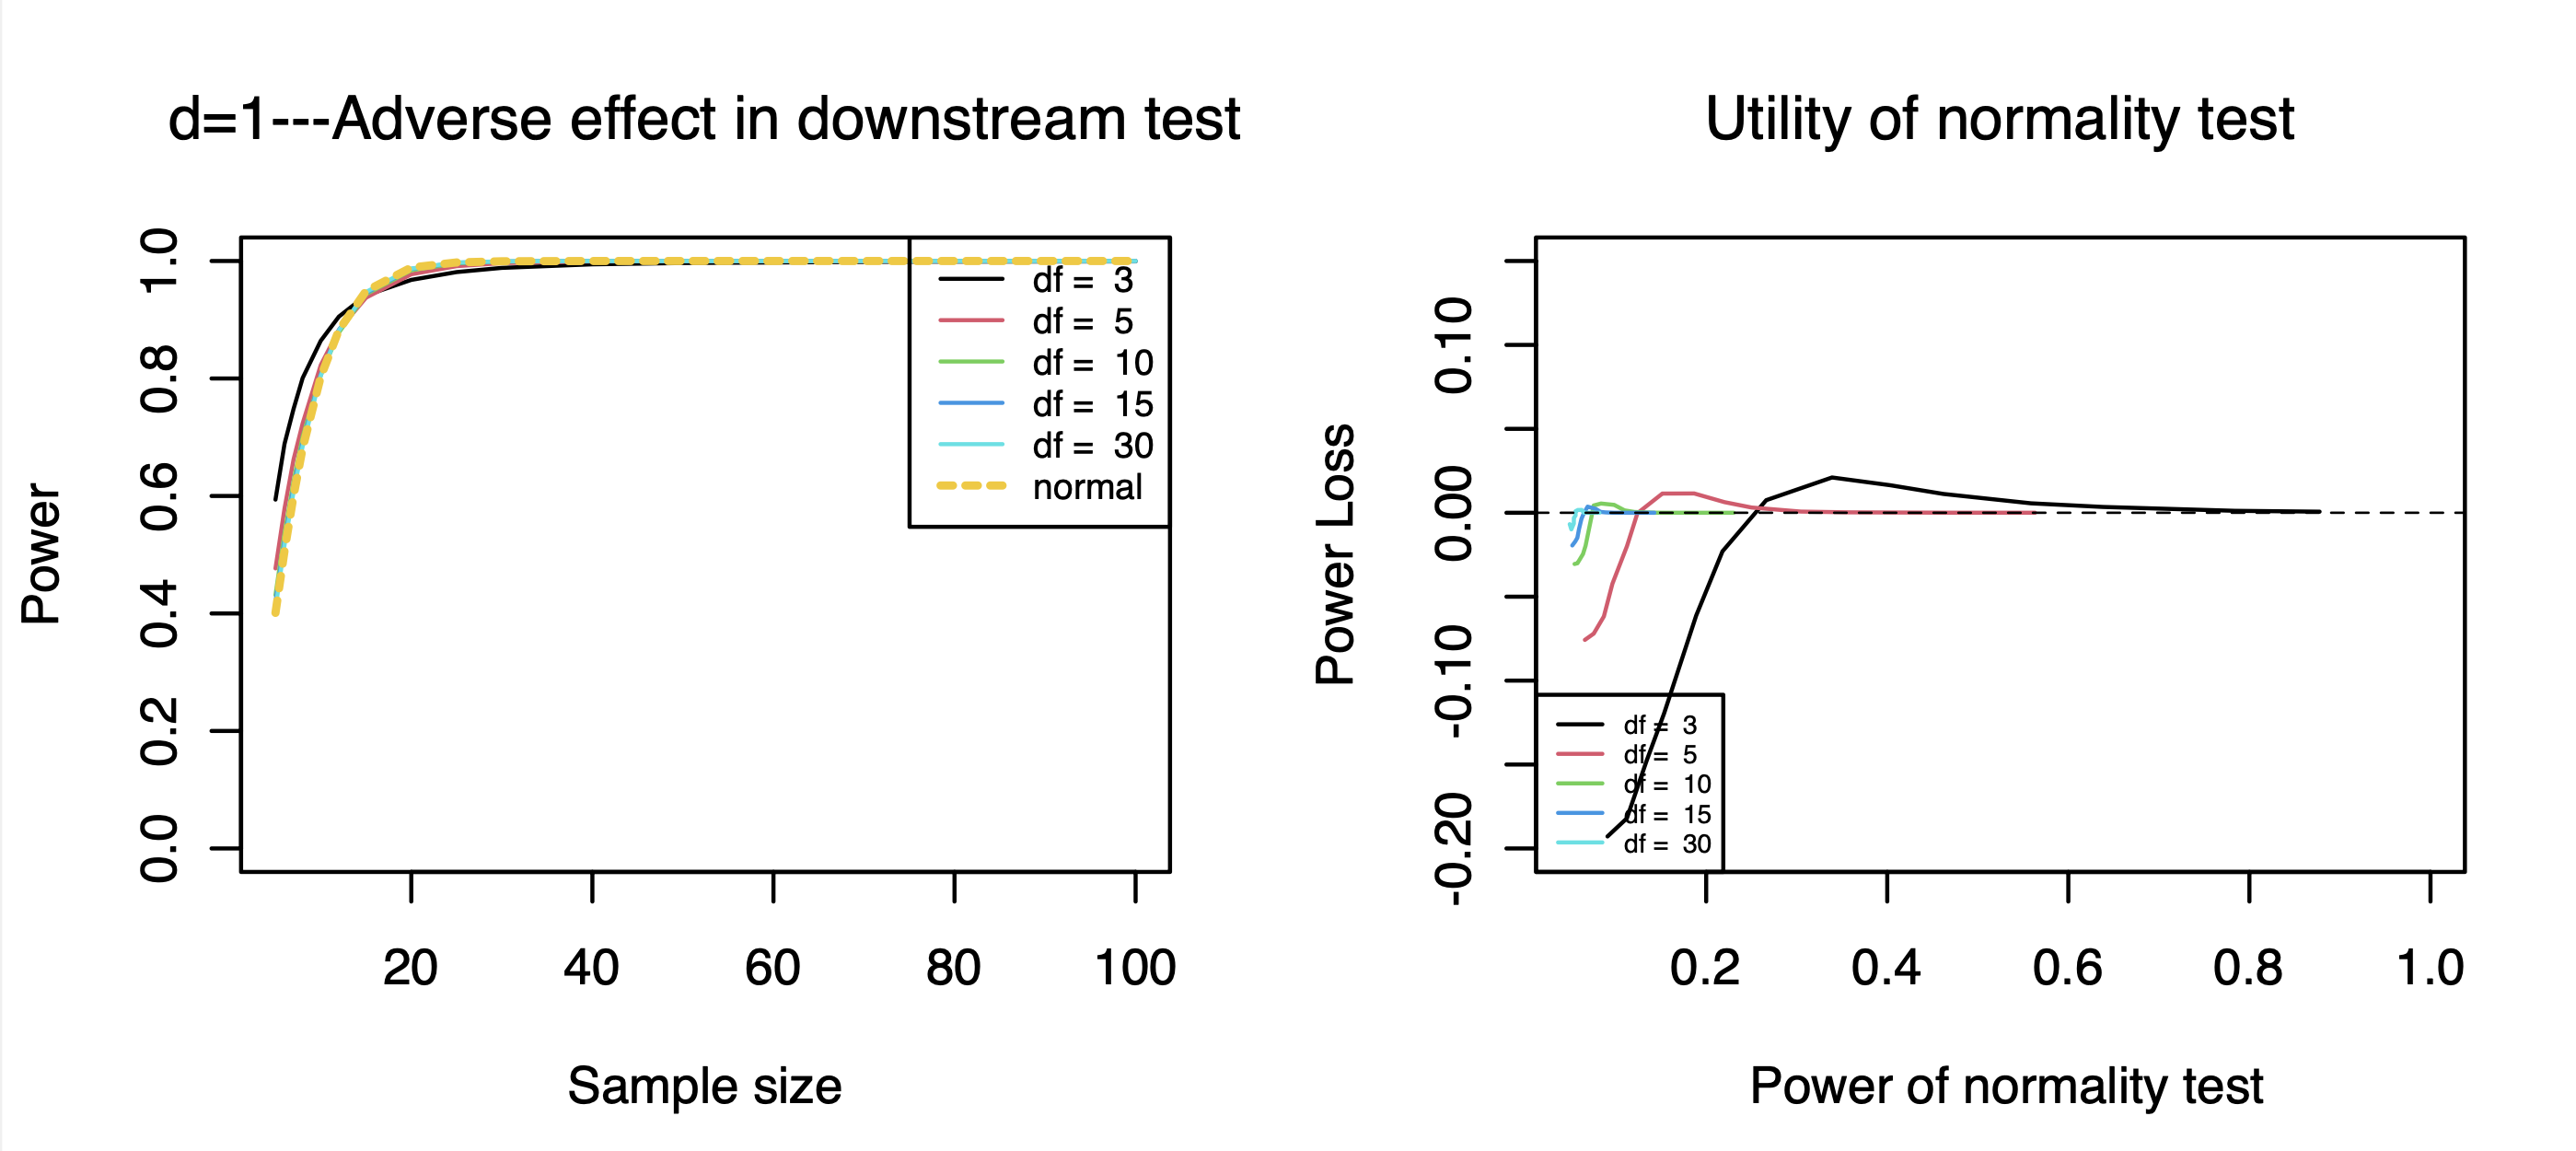 d=1---Adverse effect in downstream test
Power
1.0
0.8
0.6
0.4
0.2
0.0
df = 3
df = 5
df = 10
df = 15
df = 30
normal
20 40 60 80 100
Sample size
Utility of normality test
Power Loss
0.10
0.00
-0.10
-0.20
df = 3
df = 5
df = 10
df = 15
df = 30
0.2 0.4 0.6 0.8 1.0
Power of normality test